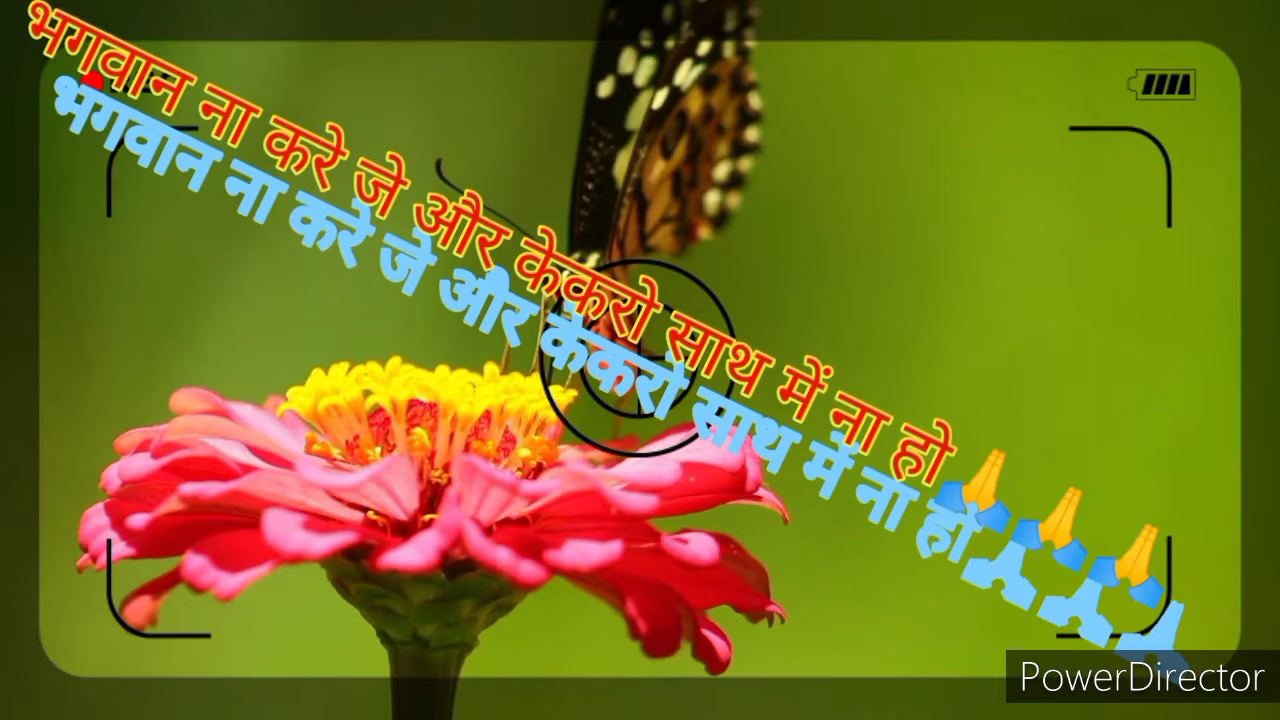 भगवान ना करे जे और केकरो साथ में ना हो🙏🙏🙏
भगवान ना करे जे और केकरो साथ में ना हो🙏🙏🙏
PowerDirector